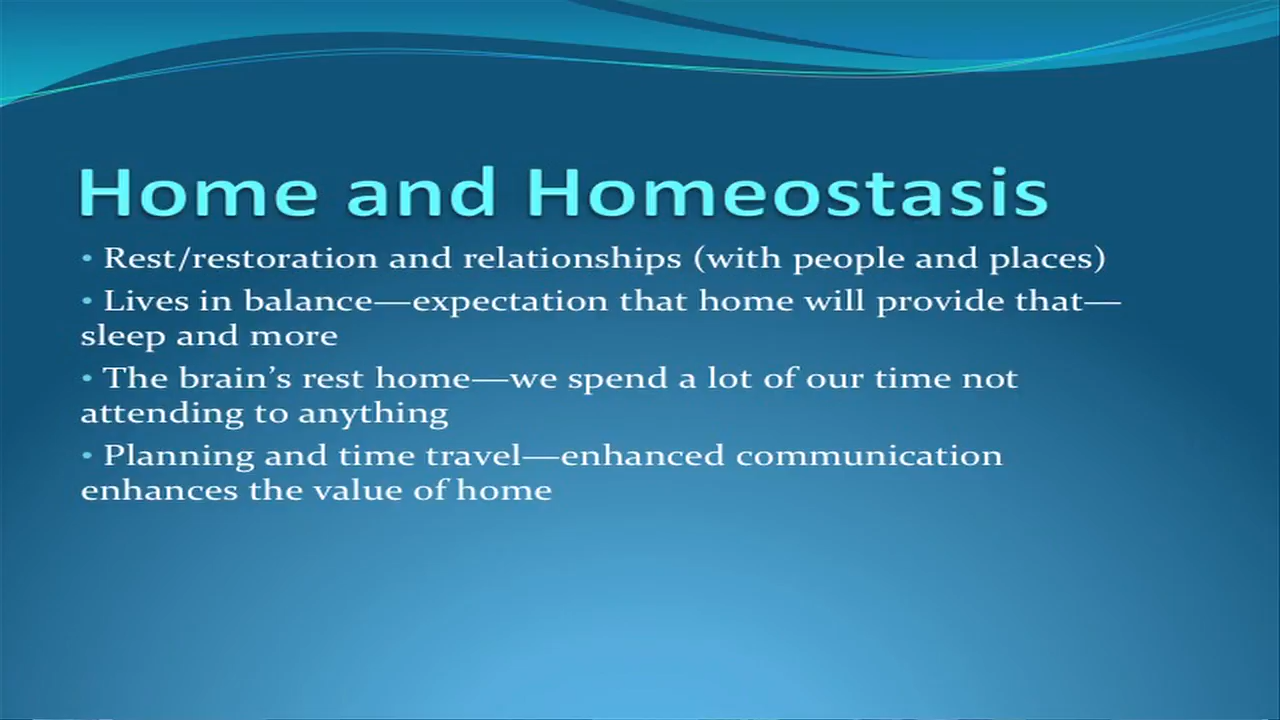 Home and Homeostasis
• Rest/restoration and relationships (with people and places)
• Lives in balance—expectation that home will provide that—
sleep and more
• The brain’s rest home—we spend a lot of our time not
attending to anything
• Planning and time travel—enhanced communication
enhances the value of home